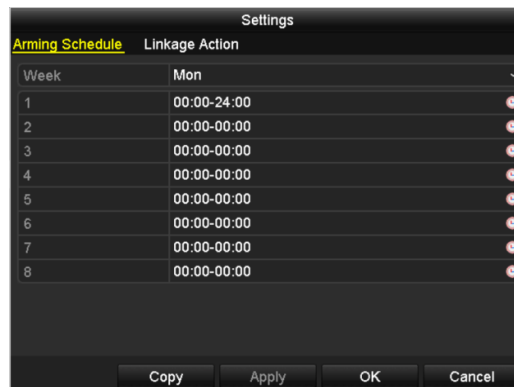 Settings
Arming Schedule Linkage Action
Week Mon
1 00:00-24:00
2 00:00-00:00
3 00:00-00:00
4 00:00-00:00
5 00:00-00:00
6 00:00-00:00
7 00:00-00:00
8 00:00-00:00
Copy Apply OK Cancel